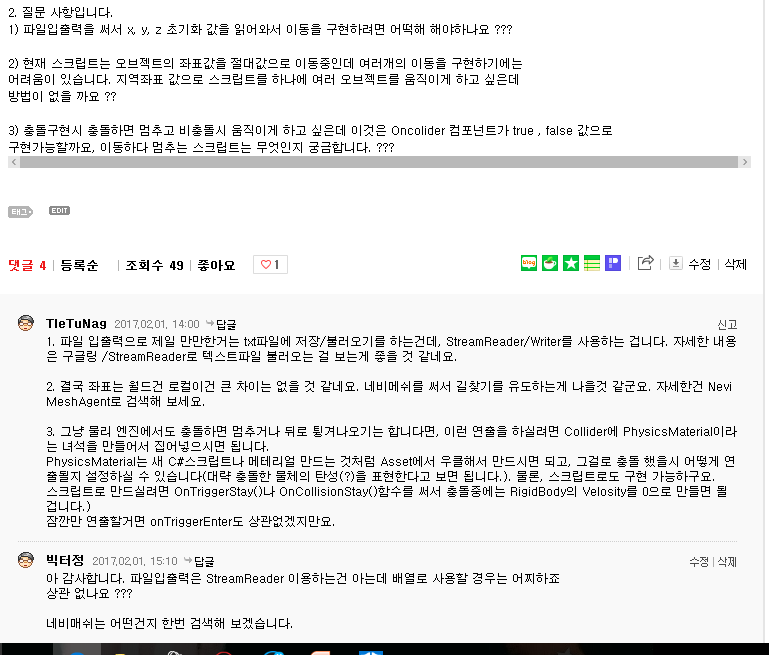 2. 질문 사항입니다.
1) 파일입출력을 써서 x, y, z 초기화 값을 읽어와서 이동을 구현하려면 어떡해 해야하나요 ???
2) 현재 스크립트는 오브젝트의 좌표값을 절대값으로 이동중인데 여러개의 이동을 구현하기에는
어려움이 있습니다. 지역좌표 값으로 스크립트를 하나에 여러 오브젝트를 움직이게 하고 싶은데
방법이 없을 까요 ??
3) 충돌구현시 충돌하면 멈추고 비충돌시 움직이게 하고 싶은데 이것은 Oncolider 컴포넌트가 true , false 값으로
구현가능할까요, 이동하다 멈추는 스크립트는 무엇인지 궁금합니다. ???
태그 EDIT
댓글 4 | 등록순 | 조회수 49 | 좋아요 ♡ 1
blog 수정 | 삭제
TleTuNag 2017.02.01. 14:00 답글 신고
1. 파일 입출력으로 제일 만만한거는 txt파일에 저장/불러오기를 하는건데, StreamReader/Writer를 사용하는 겁니다. 자세한 내용
은 구글링 /StreamReader로 텍스트파일 불러오는 걸 보는게 좋을 것 같네요.
2. 결국 좌표는 월드건 로컬이건 큰 차이는 없을 것 같네요. 네비메쉬를 써서 길찾기를 유도하는게 나을것 같군요. 자세한건 Nevi
MeshAgent로 검색해 보세요.
3. 그냥 물리 엔진에서도 충돌하면 멈추거나 뒤로 튕겨나오기는 합니다면, 이런 연출을 하실려면 Collider에 PhysicsMaterial이라
는 녀석을 만들어서 집어넣으시면 됩니다.
PhysicsMaterial는 새 C#스크립트나 메테리얼 만드는 것처럼 Asset에서 우클해서 만드시면 되고, 그걸로 충돌 했을시 어떻게 연
출될지 설정하실 수 있습니다(대략 충돌한 물체의 탄성(?)을 표현한다고 보면 됩니다.). 물론, 스크립트로도 구현 가능하구요.
스크립트로 만드실려면 OnTriggerStay()나 OnCollisionStay()함수를 써서 충돌중에는 RigidBody의 Velosity를 0으로 만들면 될
겁니다.)
잠깐만 연출할거면 onTriggerEnter도 상관없겠지만요.
빅터정 2017.02.01. 15:10 답글 수정 | 삭제
아 감사합니다. 파일입출력은 StreamReader 이용하는건 아는데 배열로 사용할 경우는 어찌하죠
상관 없나요 ???
네비매쉬는 어떤건지 한번 검색해 보겠습니다.